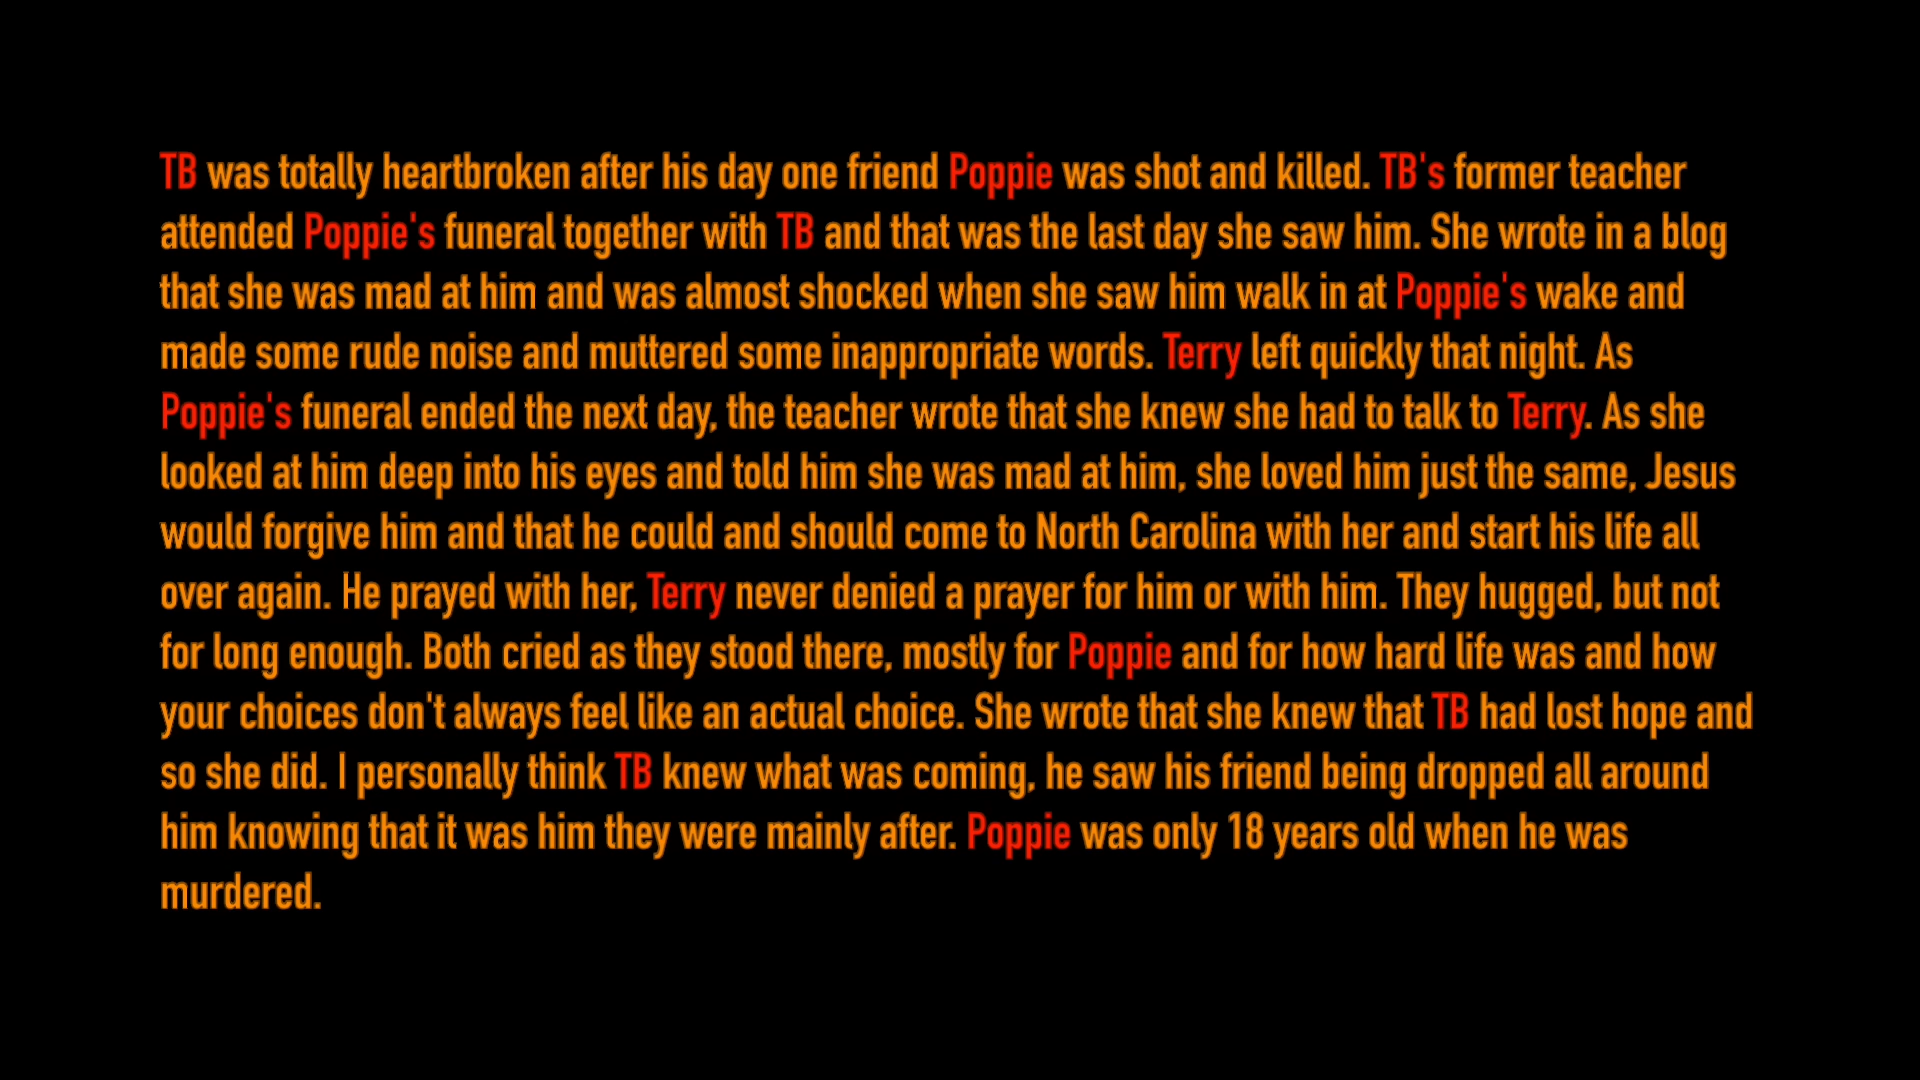 TB was totally heartbroken after his day one friend Poppie was shot and killed. TB's former teacher
attended Poppie's funeral together with TB and that was the last day she saw him. She wrote in a blog
that she was mad at him and was almost shocked when she saw him walk in at Poppie's wake and
made some rude noise and muttered some inappropriate words. Terry left quickly that night. As
Poppie's funeral ended the next day, the teacher wrote that she knew she had to talk to Terry. As she
looked at him deep into his eyes and told him she was mad at him, she loved him just the same, Jesus
would forgive him and that he could and should come to North Carolina with her and start his life all
over again. He prayed with her, Terry never denied a prayer for him or with him. They hugged, but not
for long enough. Both cried as they stood there, mostly for Poppie and for how hard life was and how
your choices don't always feel like an actual choice. She wrote that she knew that TB had lost hope and
so she did. I personally think TB knew what was coming, he saw his friend being dropped all around
him knowing that it was him they were mainly after. Poppie was only 18 years old when he was
murdered.